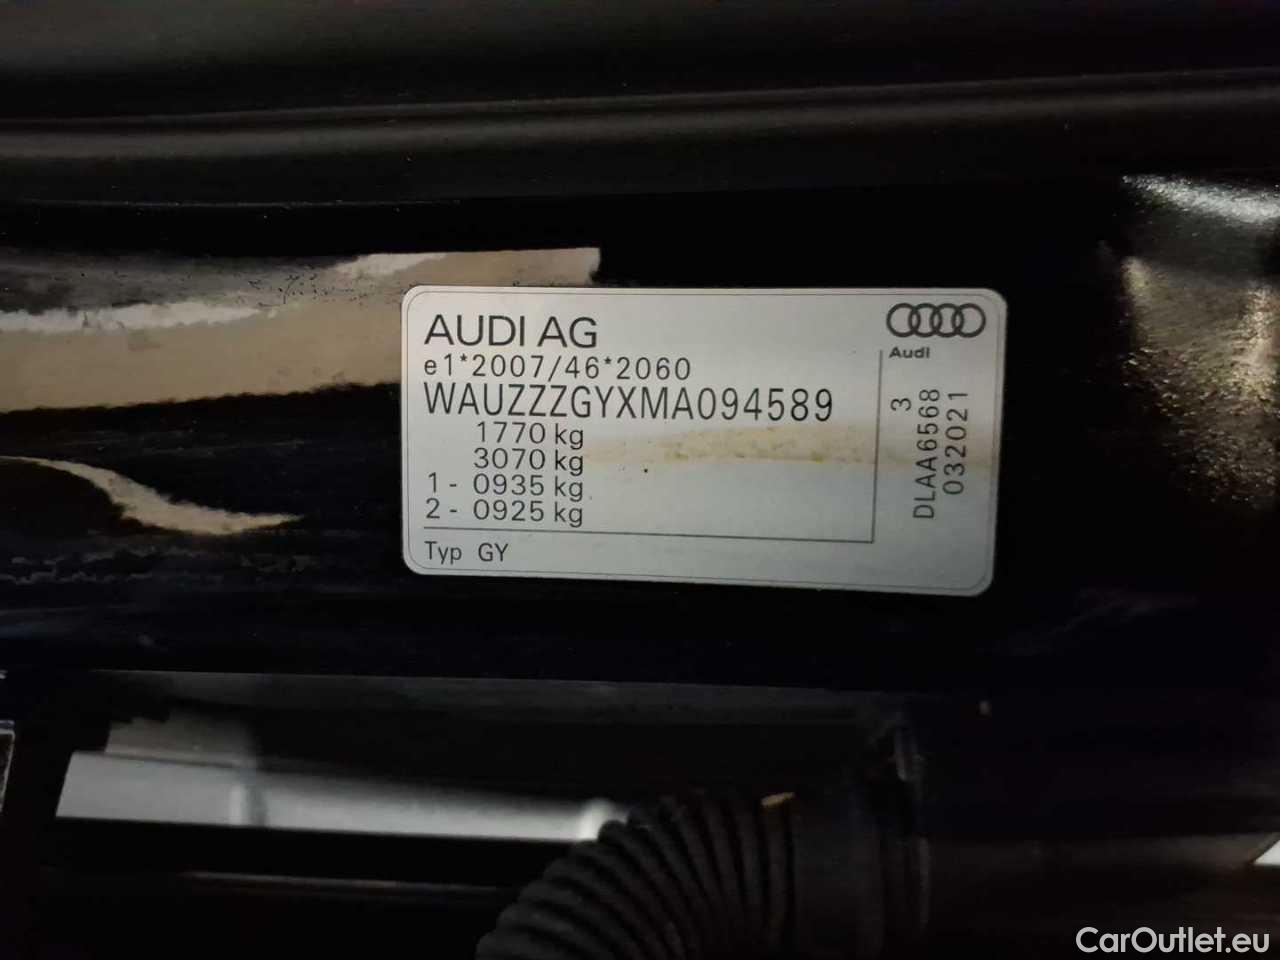 AUDI AG
e1*2007/46*2060
WAUZZZGYXMA094589
1770 kg
3070 kg
1 - 0935 kg
2 - 0925 kg
Typ GY
Audi
3
DLAA6568
032021
CarOutlet.eu